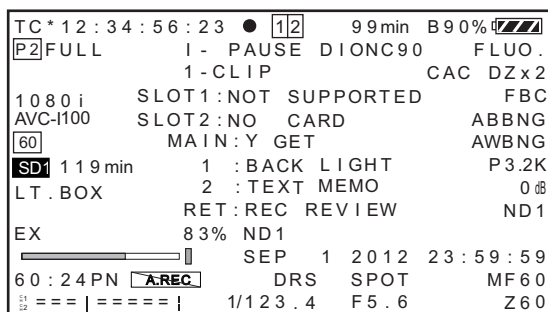 TC*12:34:56:23 ● 12 99min B90%
P2 FULL I- PAUSE DIONC90 FLUO.
1-CLIP CAC DZx2
1080i SLOT1:NOT SUPPORTED FBC
AVC-I100 SLOT2:NO CARD ABBNG
60 MAIN:Y GET AWBNG
SD1 119min 1 :BACK LIGHT P3.2K
LT.BOX 2 :TEXT MEMO 0dB
RET:REC REVIEW ND1
EX 83% ND1
SEP 1 2012 23:59:59
60:24PN A.REC DRS SPOT MF60
1/123.4 F5.6 Z60